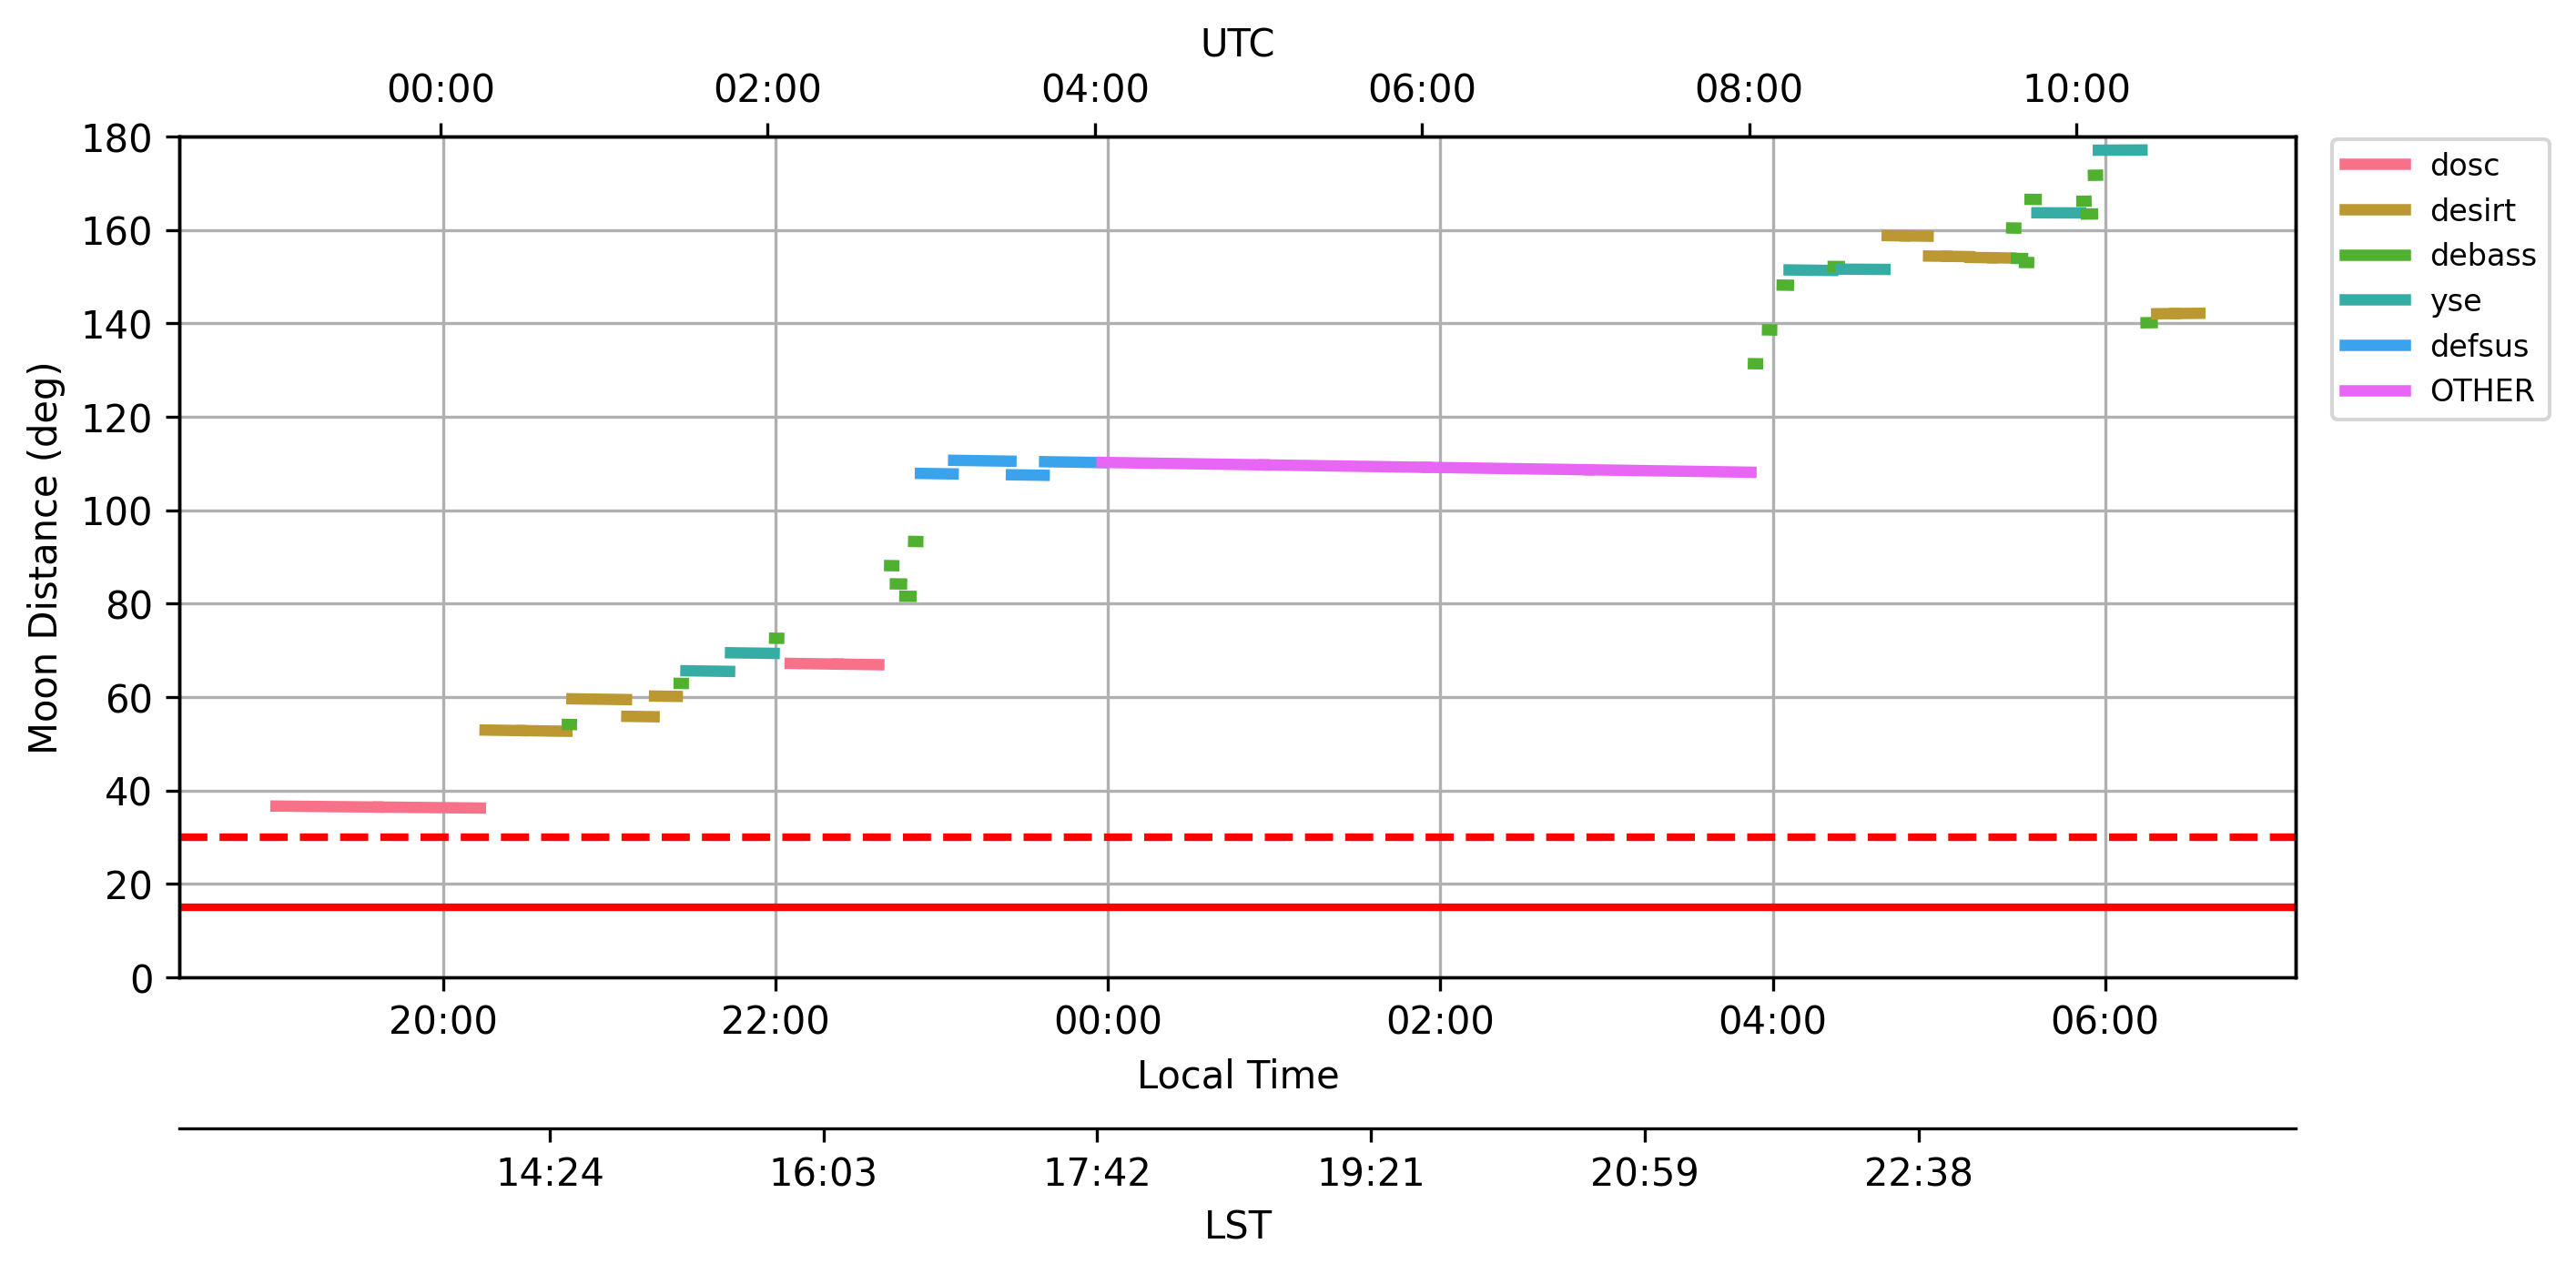 UTC
00:00 02:00 04:00 06:00 08:00 10:00
180
160
140
120
100
80
60
40
20
0
Moon Distance (deg)
dosc
desirt
debass
yse
defsus
OTHER
20:00 22:00 00:00 02:00 04:00 06:00
Local Time
14:24 16:03 17:42 19:21 20:59 22:38
LST